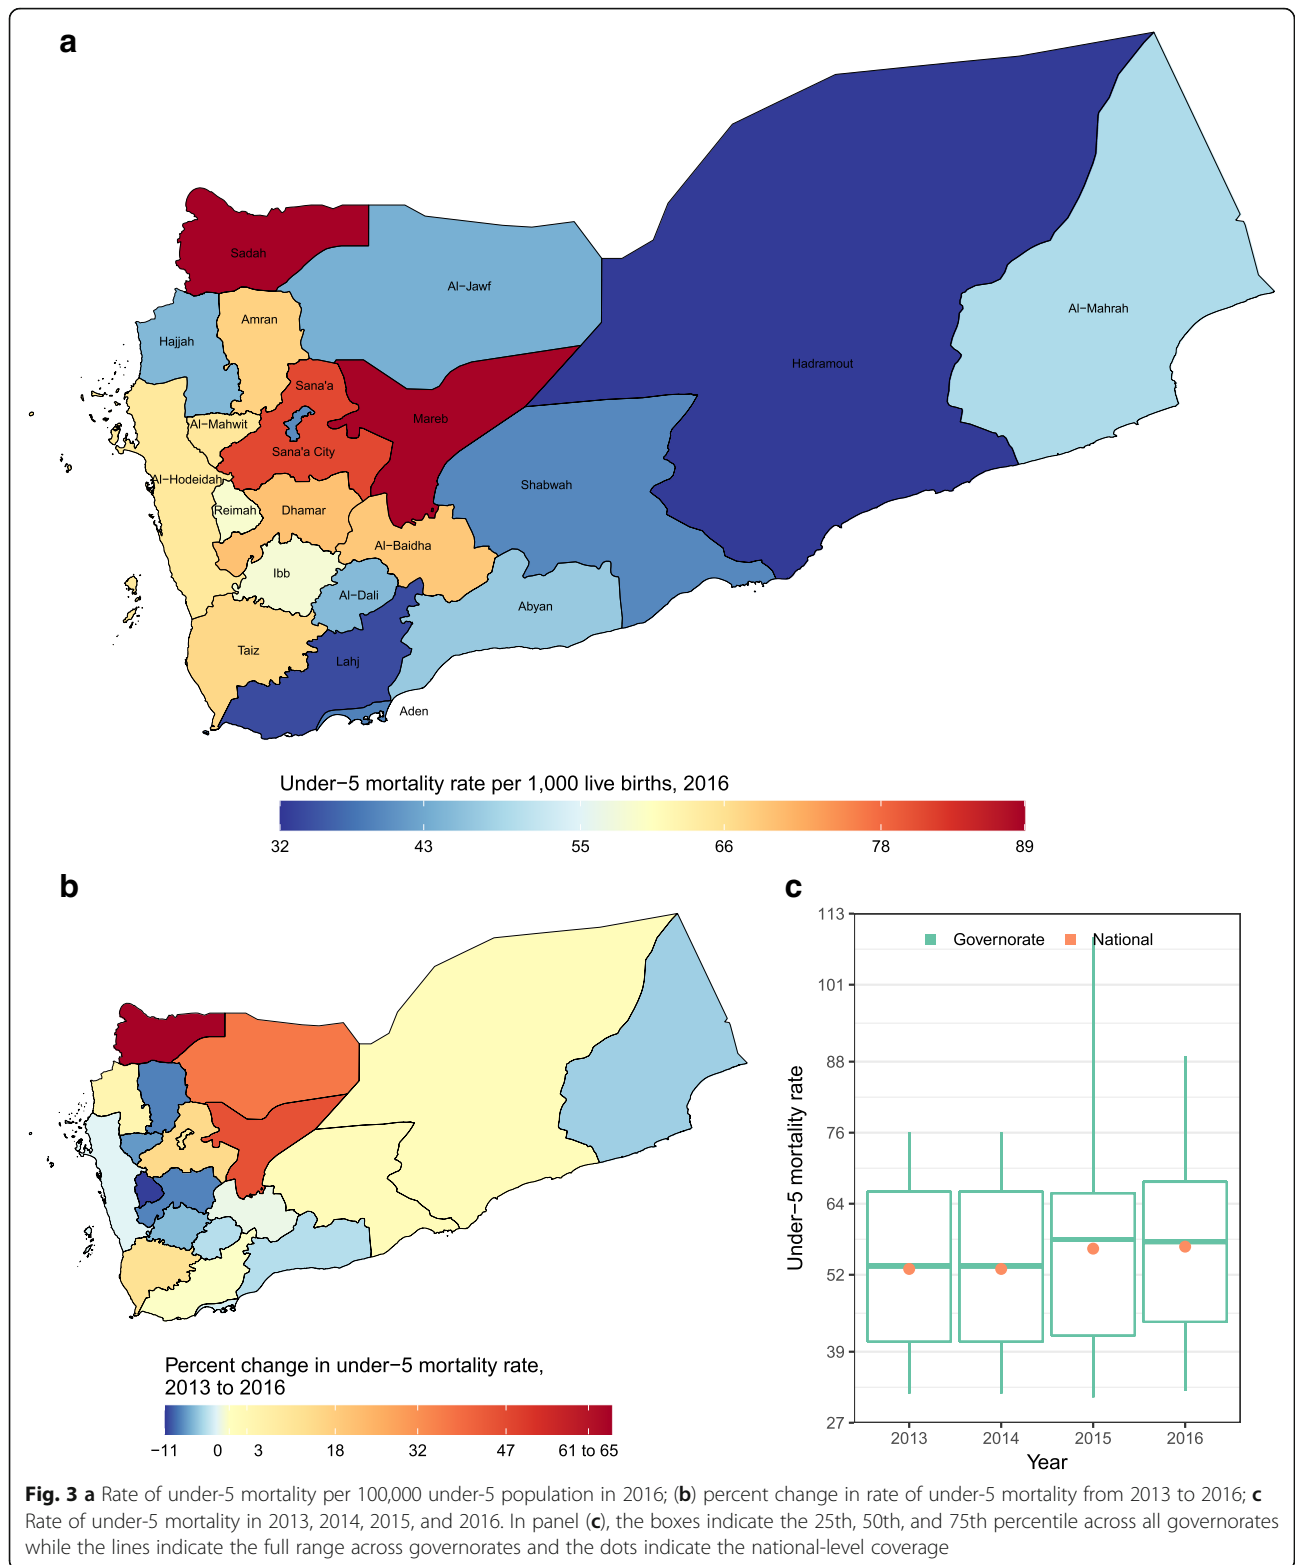 a
Sadah
Al−Jawf
Amran
Hajjah
Al−Mahrah
Hadramout
Sana'a
Mareb
Al−Mahwit
Sana'a City
Al−Hodeidah
Shabwah
Reimah
Dhamar
Al−Baidha
Ibb
Al−Dali
Abyan
Taiz
Lahj
Aden
Under−5 mortality rate per 1,000 live births, 2016
32 43 55 66 78 89
b
Percent change in under−5 mortality rate,
2013 to 2016
−11 0 3 18 32 47 61 to 65
c
Governorate National
113
101
88
76
64
52
39
27
Under−5 mortality rate
2013 2014 2015 2016
Year
Fig. 3 a Rate of under-5 mortality per 100,000 under-5 population in 2016; (b) percent change in rate of under-5 mortality from 2013 to 2016; c
Rate of under-5 mortality in 2013, 2014, 2015, and 2016. In panel (c), the boxes indicate the 25th, 50th, and 75th percentile across all governorates
while the lines indicate the full range across governorates and the dots indicate the national-level coverage